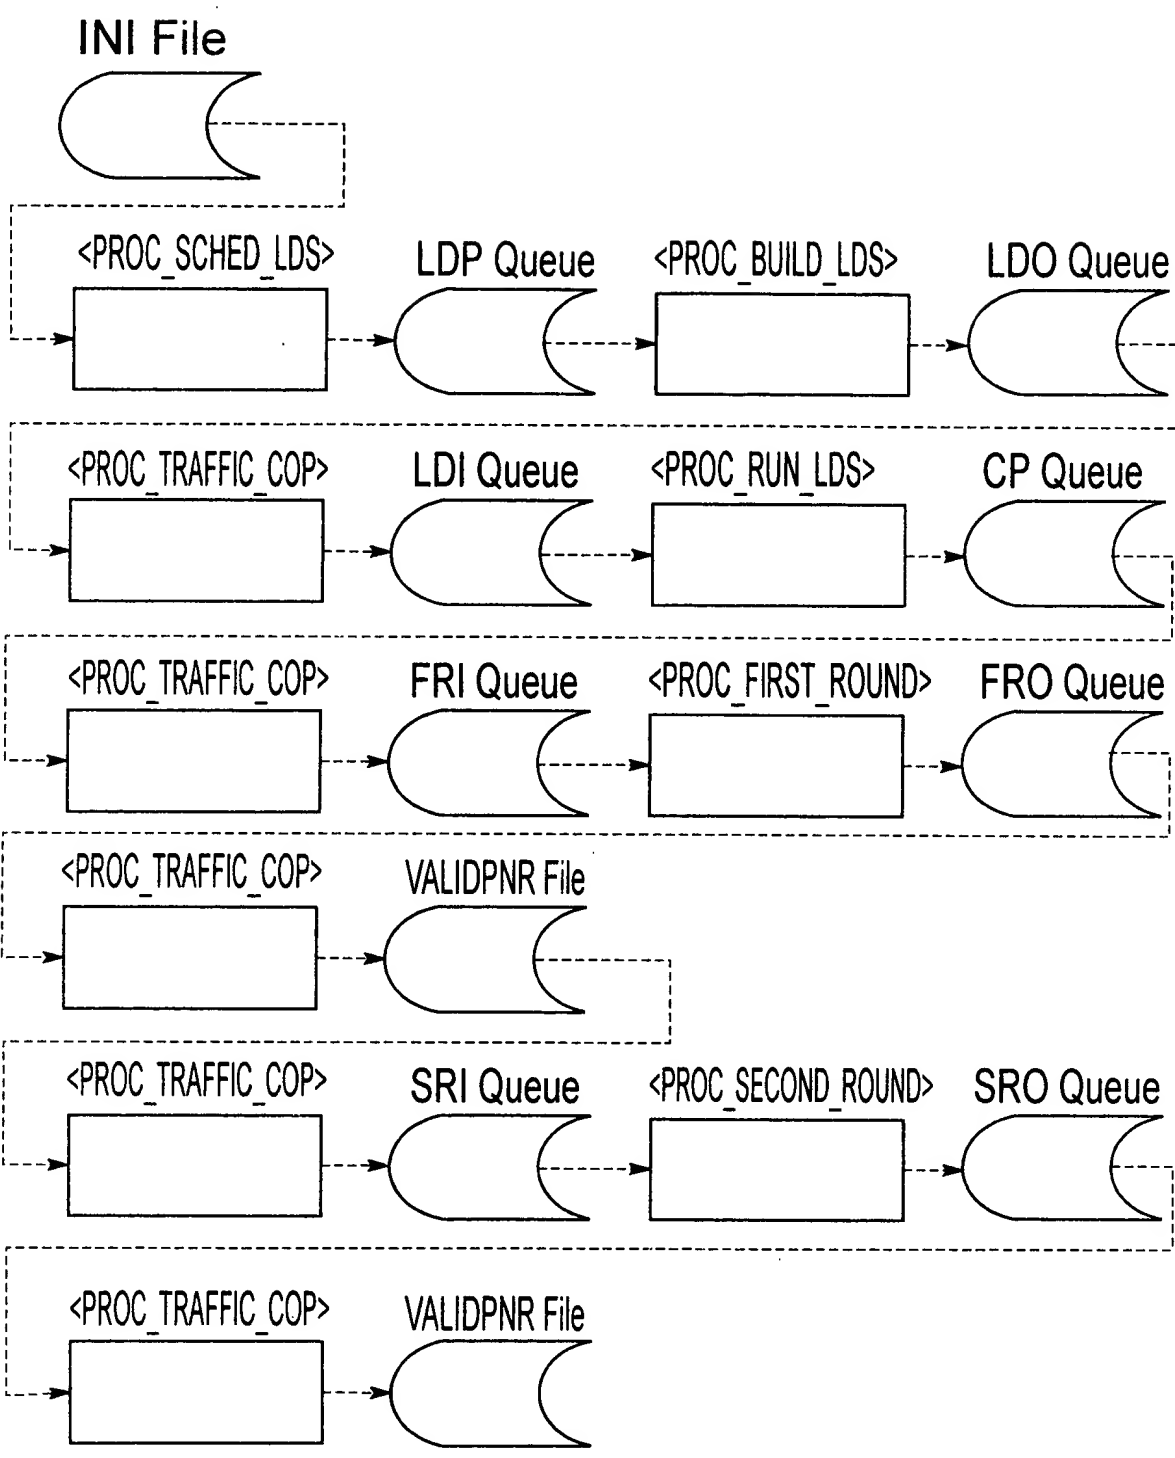 INI File
<PROC_SCHED_LDS> LDP Queue <PROC_BUILD_LDS> LDO Queue
<PROC_TRAFFIC_COP> LDI Queue <PROC_RUN_LDS> CP Queue
<PROC_TRAFFIC_COP> FRI Queue <PROC_FIRST_ROUND> FRO Queue
<PROC_TRAFFIC_COP> VALIDPNR File
<PROC_TRAFFIC_COP> SRI Queue <PROC_SECOND_ROUND> SRO Queue
<PROC_TRAFFIC_COP> VALIDPNR File